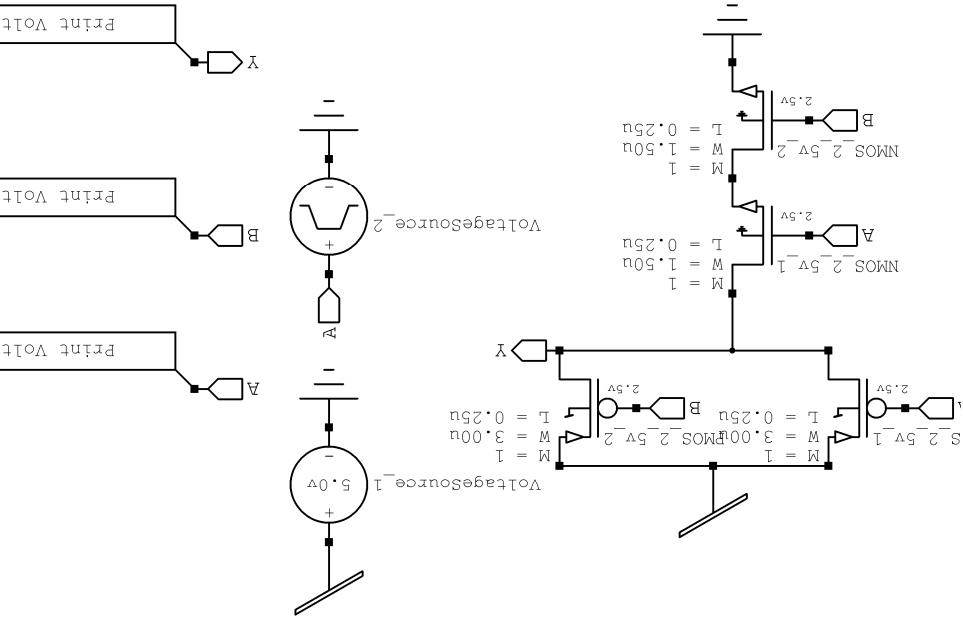 M = 1
W = 3.00u
L = 0.25u
S_2_5v_1
A
2.5v
M = 1
W = 3.00u
L = 0.25u
PMOS_2_5v_2
B
2.5v
Y
M = 1
W = 1.50u
L = 0.25u
NMOS_2_5v_1
A
2.5v
M = 1
W = 1.50u
L = 0.25u
NMOS_2_5v_2
B
2.5v
VoltageSource_1
+
5.0v
-
A
VoltageSource_2
+
-
A
Print Volt
B
Print Volt
Y
Print Volt